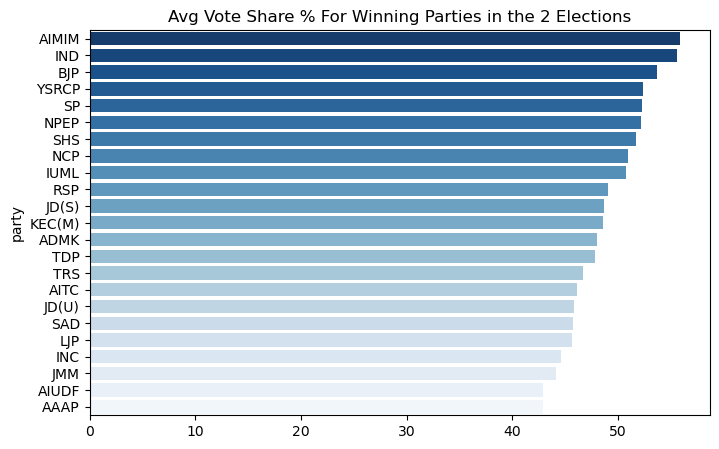 Avg Vote Share % For Winning Parties in the 2 Elections
party
AIMIM
IND
BJP
YSRCP
SP
NPEP
SHS
NCP
IUML
RSP
JD(S)
KEC(M)
ADMK
TDP
TRS
AITC
JD(U)
SAD
LJP
INC
JMM
AIUDF
AAAP
0 10 20 30 40 50